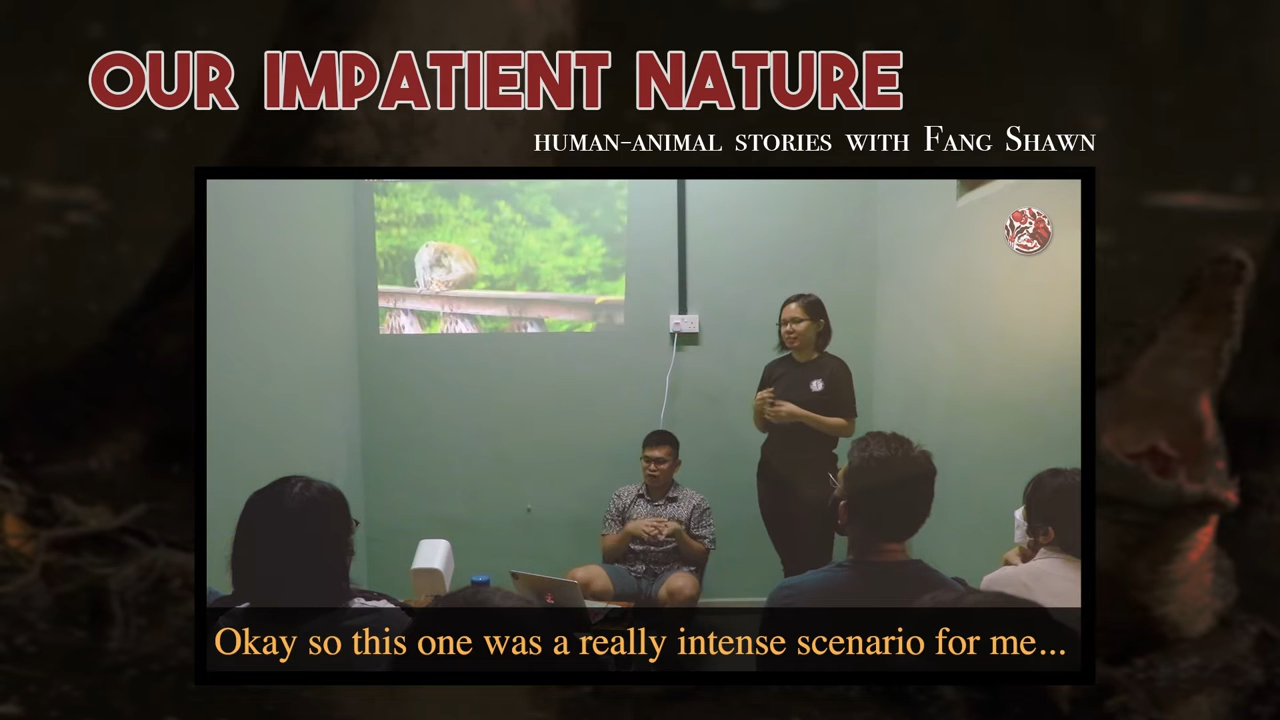 OUR IMPATIENT NATURE
HUMAN-ANIMAL STORIES WITH FANG SHAWN
Okay so this one was a really intense scenario for me...